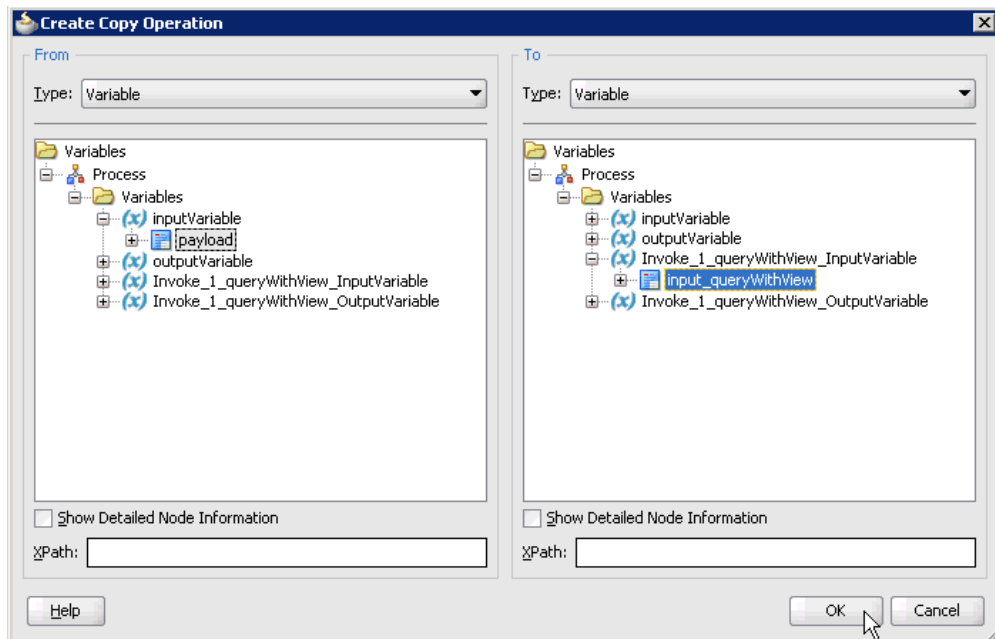 Create Copy Operation
From
Type: Variable
Variables
Process
Variables
inputVariable
payload
outputVariable
Invoke_1_queryWithView_InputVariable
Invoke_1_queryWithView_OutputVariable
Show Detailed Node Information
XPath:
To
Type: Variable
Variables
Process
Variables
inputVariable
outputVariable
Invoke_1_queryWithView_InputVariable
input_queryWithView
Invoke_1_queryWithView_OutputVariable
Show Detailed Node Information
XPath:
Help
OK
Cancel